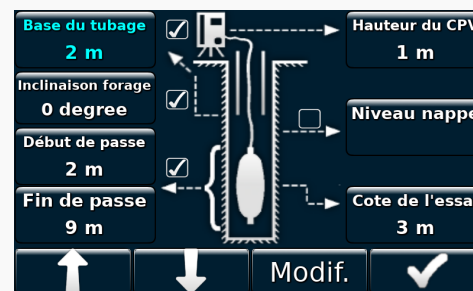 Base du tubage
2 m
Hauteur du CPV
1 m
Inclinaison forage
0 degree
Niveau nappe
Début de passe
2 m
Fin de passe
9 m
Cote de l'essa
3 m
Modif.